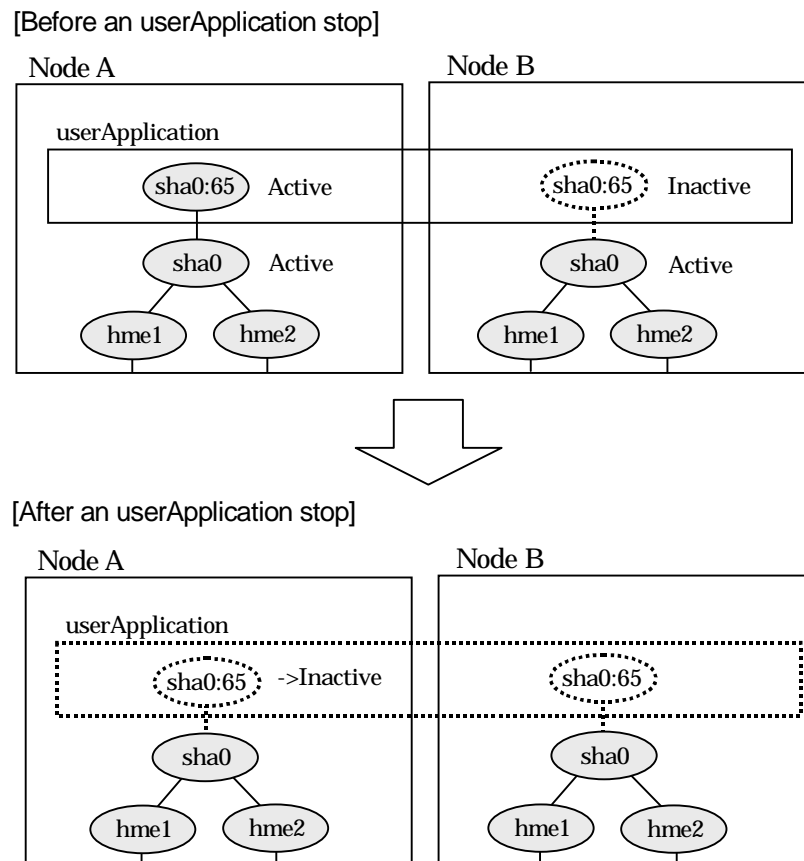 [Before an userApplication stop]
Node A
Node B
userApplication
sha0:65 Active
sha0:65 Inactive
sha0 Active
sha0 Active
hme1 hme2
hme1 hme2
[After an userApplication stop]
Node A
Node B
userApplication
sha0:65 ->Inactive
sha0:65
sha0
sha0
hme1 hme2
hme1 hme2